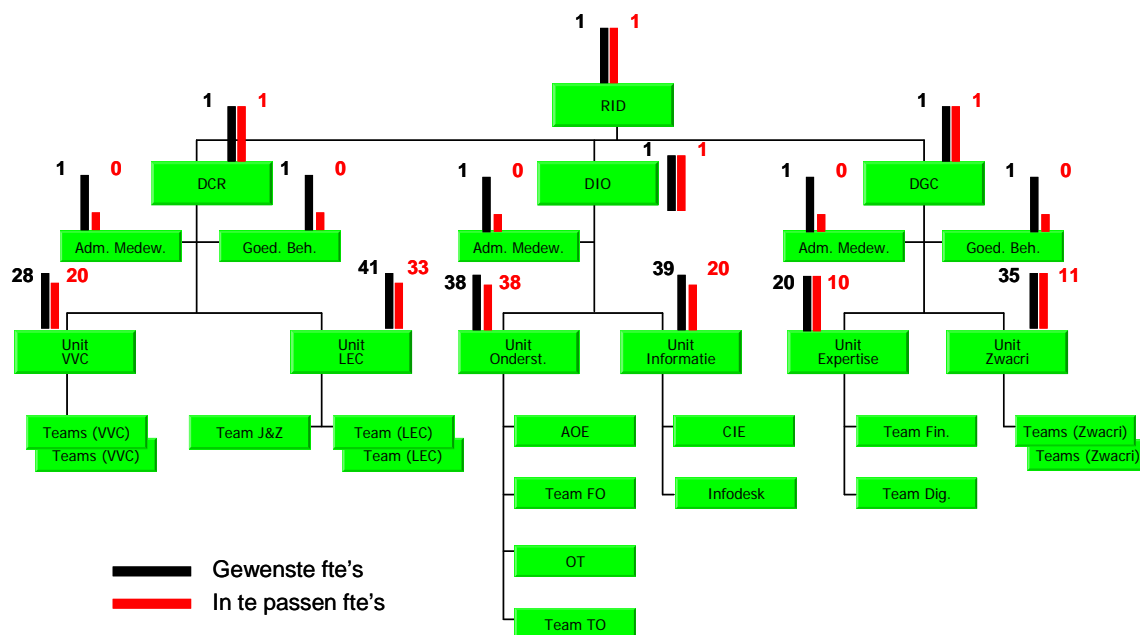 1 1
RID
1 1
1 1
1 1
DCR
DIO
DGC
1 0
1 0
1 0
1 0
1 0
Adm. Medew.
Goed. Beh.
Adm. Medew.
Adm. Medew.
Goed. Beh.
28 20
41 33
38 38
39 20
20 10
35 11
Unit
VVC
Unit
LEC
Unit
Onderst.
Unit
Informatie
Unit
Expertise
Unit
Zwacri
Teams (VVC)
Teams (VVC)
Team J&Z
Team (LEC)
Team (LEC)
AOE
CIE
Team Fin.
Teams (Zwacri)
Teams (Zwacri)
Team FO
Infodesk
Team Dig.
OT
Team TO
Gewenste fte's
In te passen fte's